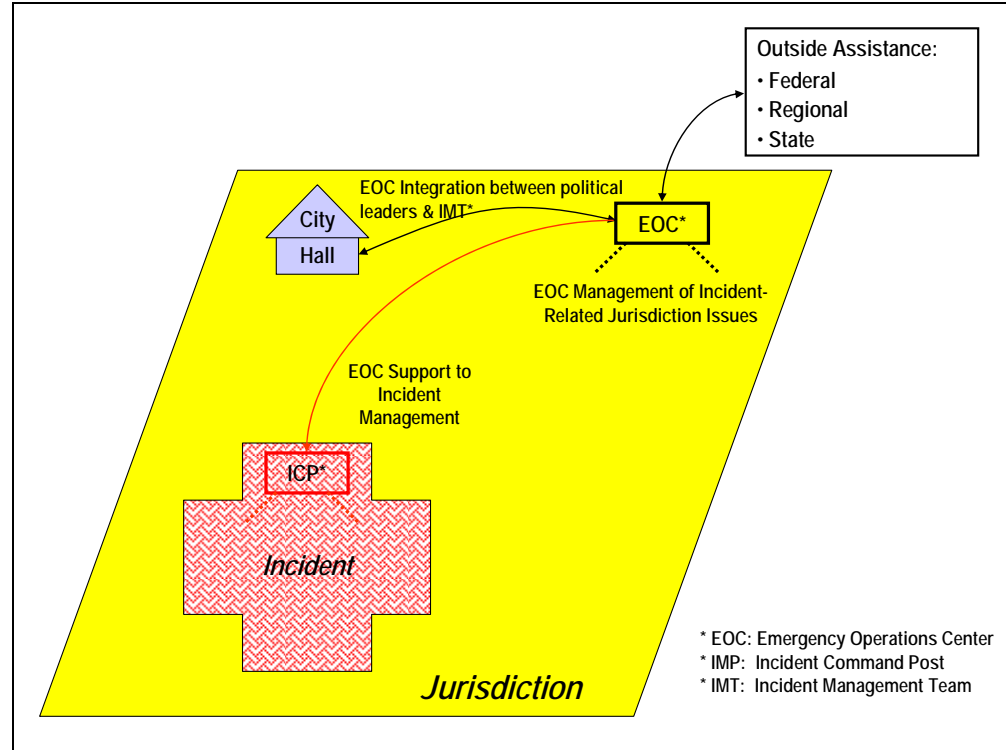 Outside Assistance:
• Federal
• Regional
• State
EOC Integration between political
leaders & IMT*
City
Hall
EOC*
EOC Management of Incident-
Related Jurisdiction Issues
EOC Support to
Incident
Management
ICP*
Incident
* EOC: Emergency Operations Center
* IMP: Incident Command Post
* IMT: Incident Management Team
Jurisdiction